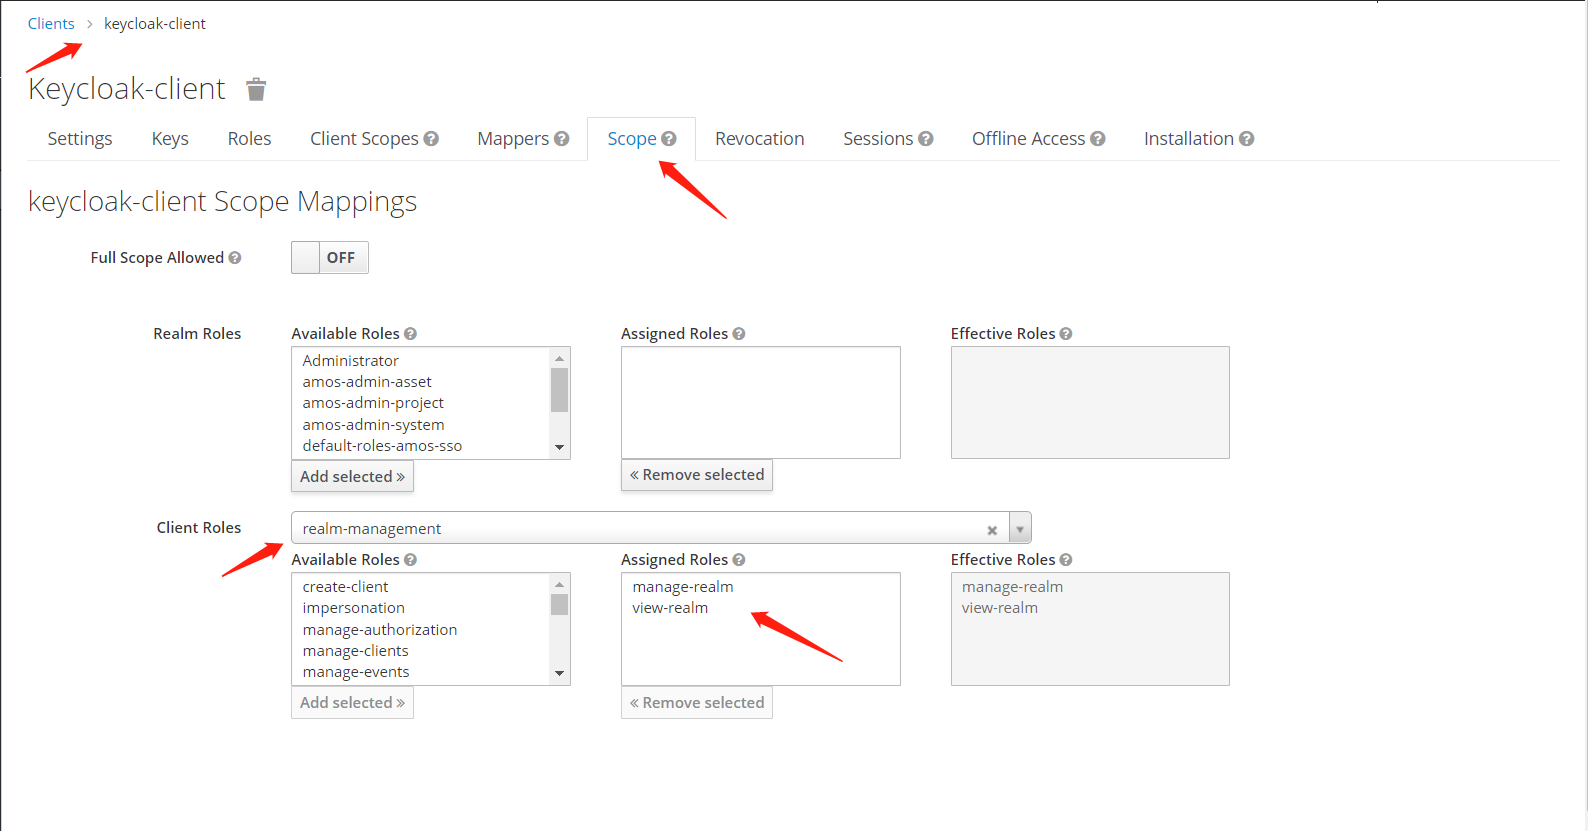 Clients > keycloak-client
Keycloak-client
Settings Keys Roles Client Scopes Mappers Scope Revocation Sessions Offline Access Installation
keycloak-client Scope Mappings
Full Scope Allowed OFF
Realm Roles Available Roles Assigned Roles Effective Roles
Administrator
amos-admin-asset
amos-admin-project
amos-admin-system
default-roles-amos-sso
Add selected » « Remove selected
Client Roles realm-management
Available Roles Assigned Roles Effective Roles
create-client manage-realm manage-realm
impersonation view-realm view-realm
manage-authorization
manage-clients
manage-events
Add selected » « Remove selected